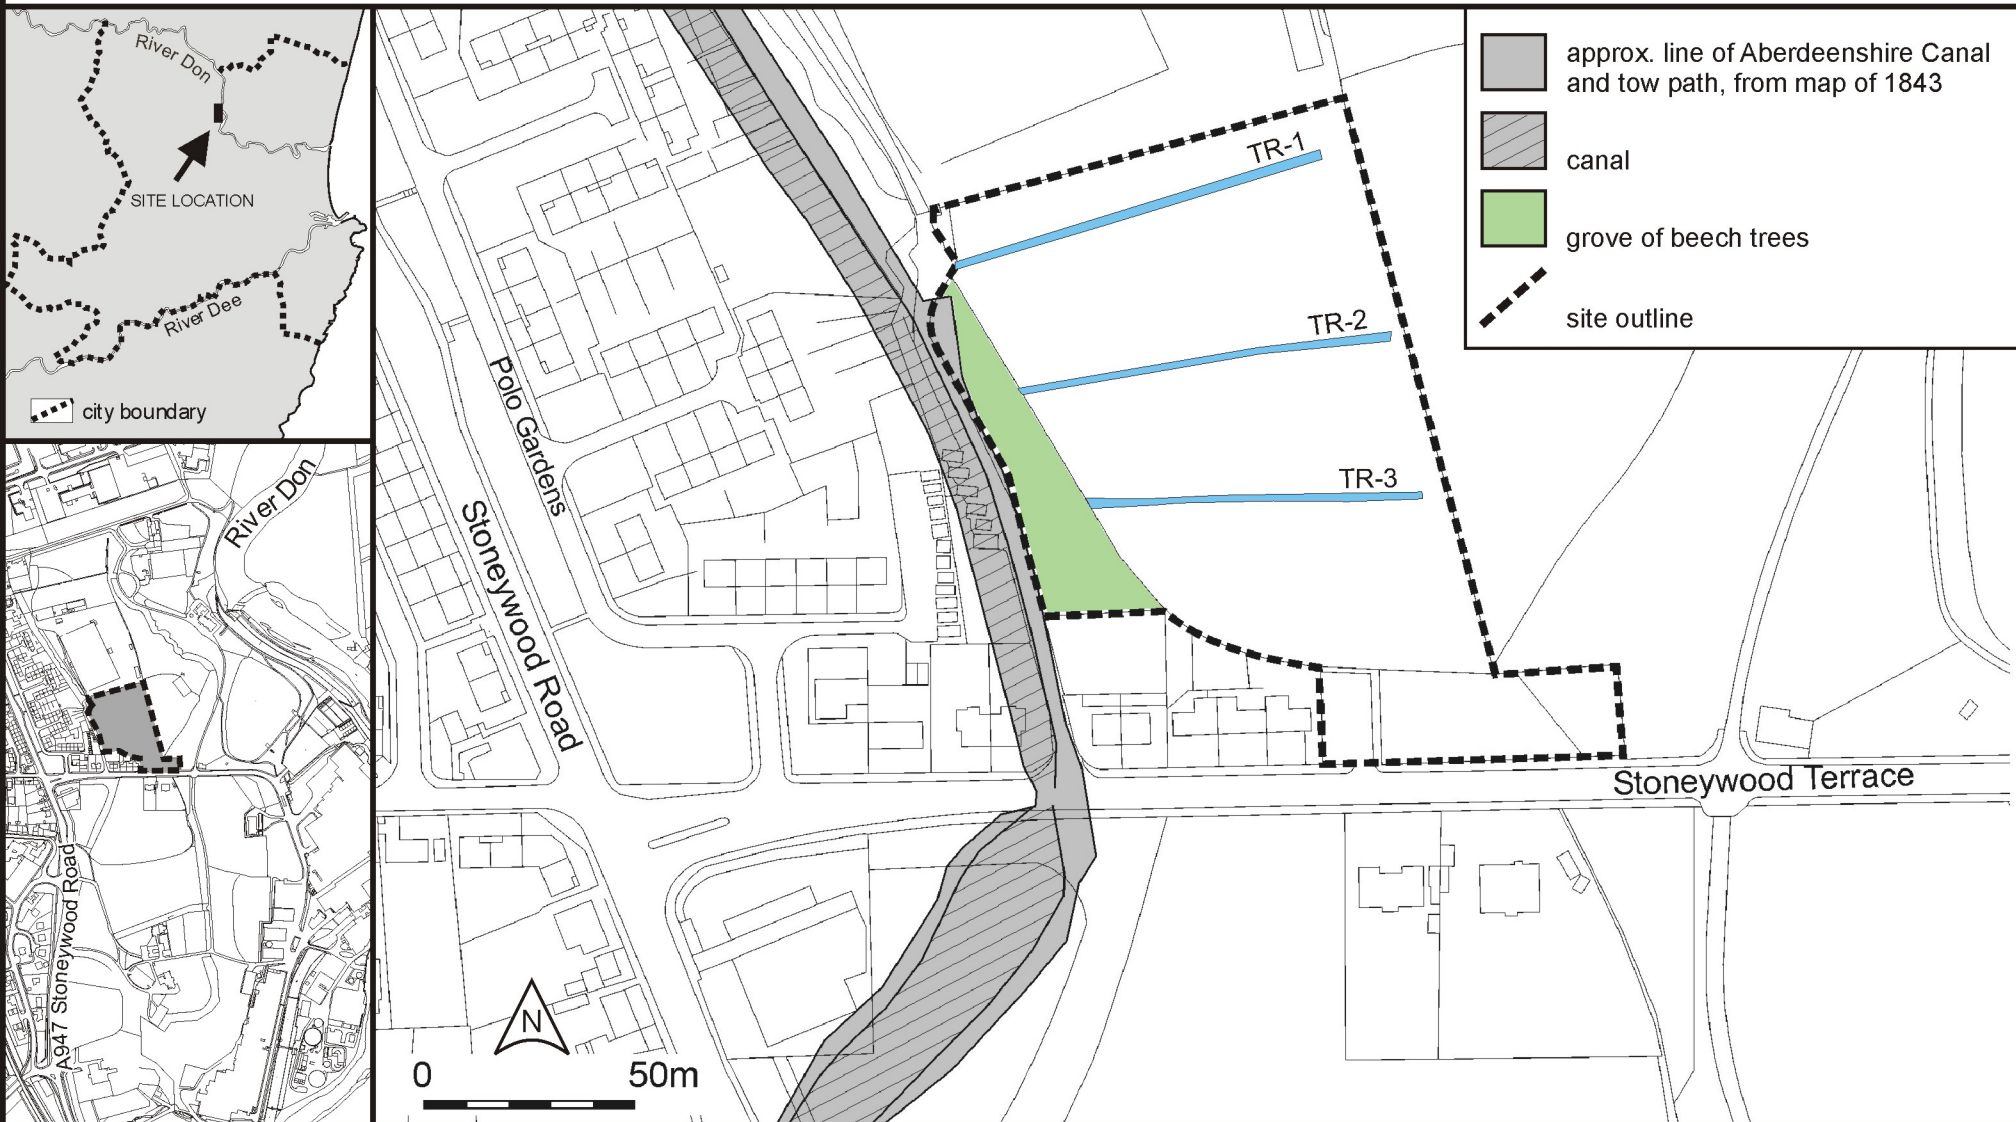 River Don
SITE LOCATION
River Dee
city boundary
River Don
A947 Stoneywood Road
approx. line of Aberdeenshire Canal
and tow path, from map of 1843
canal
grove of beech trees
site outline
TR-1
TR-2
TR-3
Polo Gardens
Stoneywood Road
Stoneywood Terrace
N
0 50m